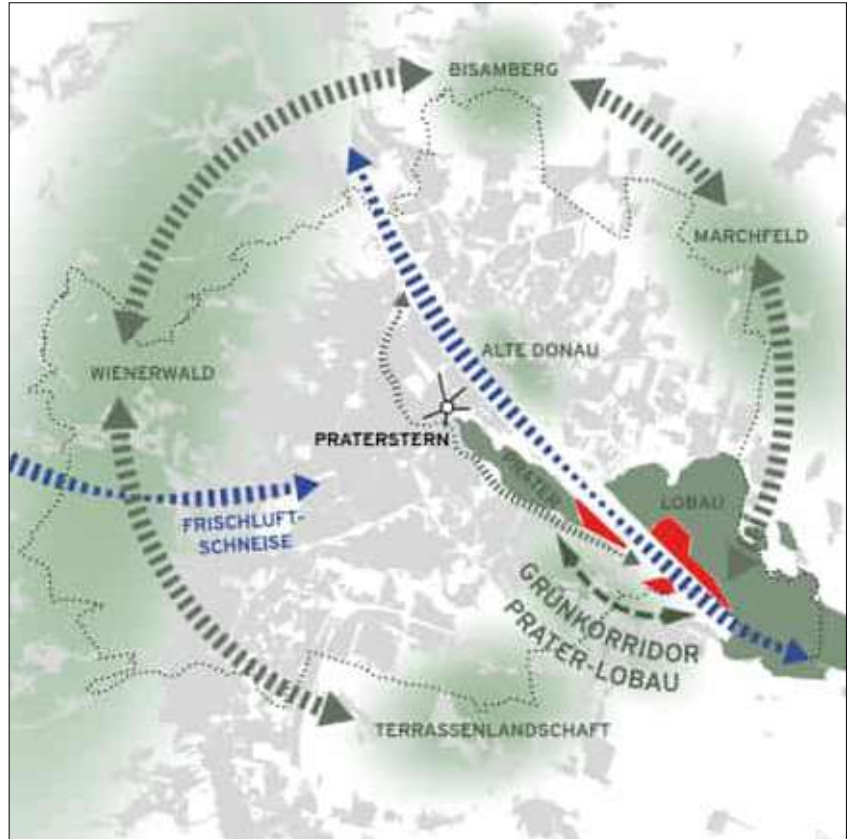 BISAMBERG
MARCHFELD
ALTE DONAU
WIENERWALD
PRATERSTERN
PRATER
LOBAU
FRISCHLUFT-
SCHNEISE
GRÜNKORRIDOR
PRATER-LOBAU
TERRASSENLANDSCHAFT